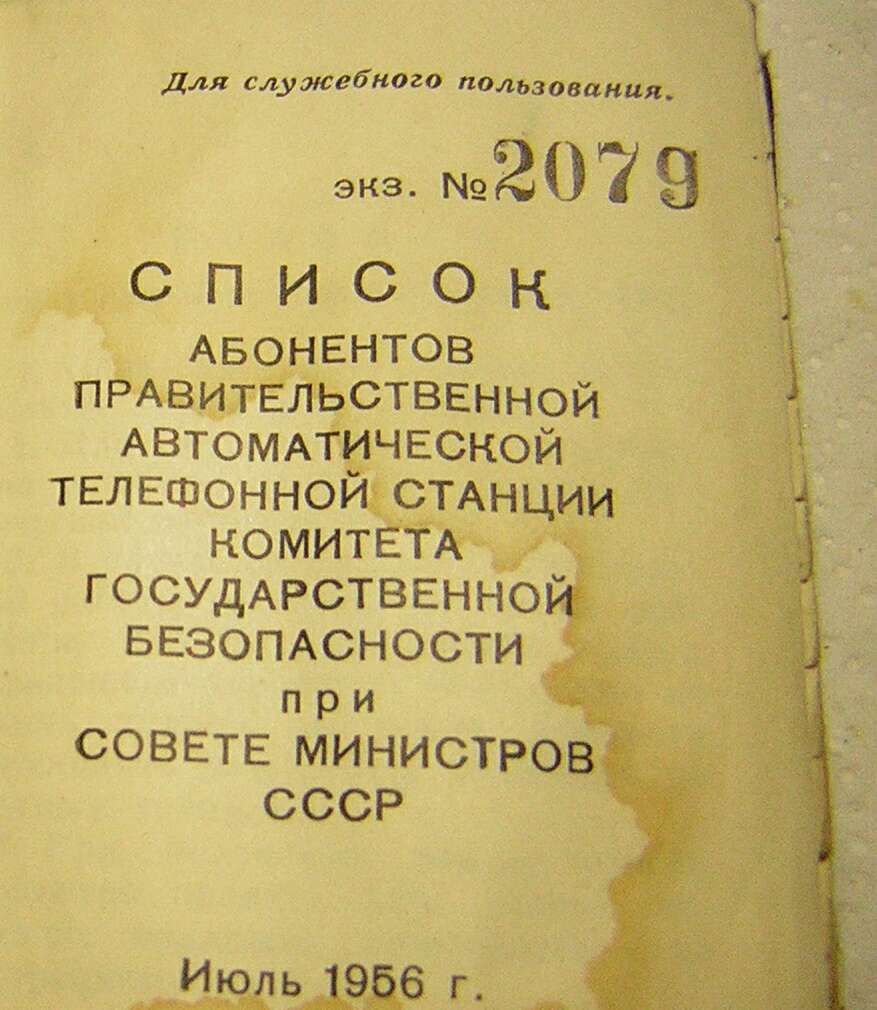 Для служебного пользования.
экз. №2079
СПИСОК
АБОНЕНТОВ
ПРАВИТЕЛЬСТВЕННОЙ
АВТОМАТИЧЕСКОЙ
ТЕЛЕФОННОЙ СТАНЦИИ
КОМИТЕТА
ГОСУДАРСТВЕННОЙ
БЕЗОПАСНОСТИ
при
СОВЕТЕ МИНИСТРОВ
СССР
Июль 1956 г.